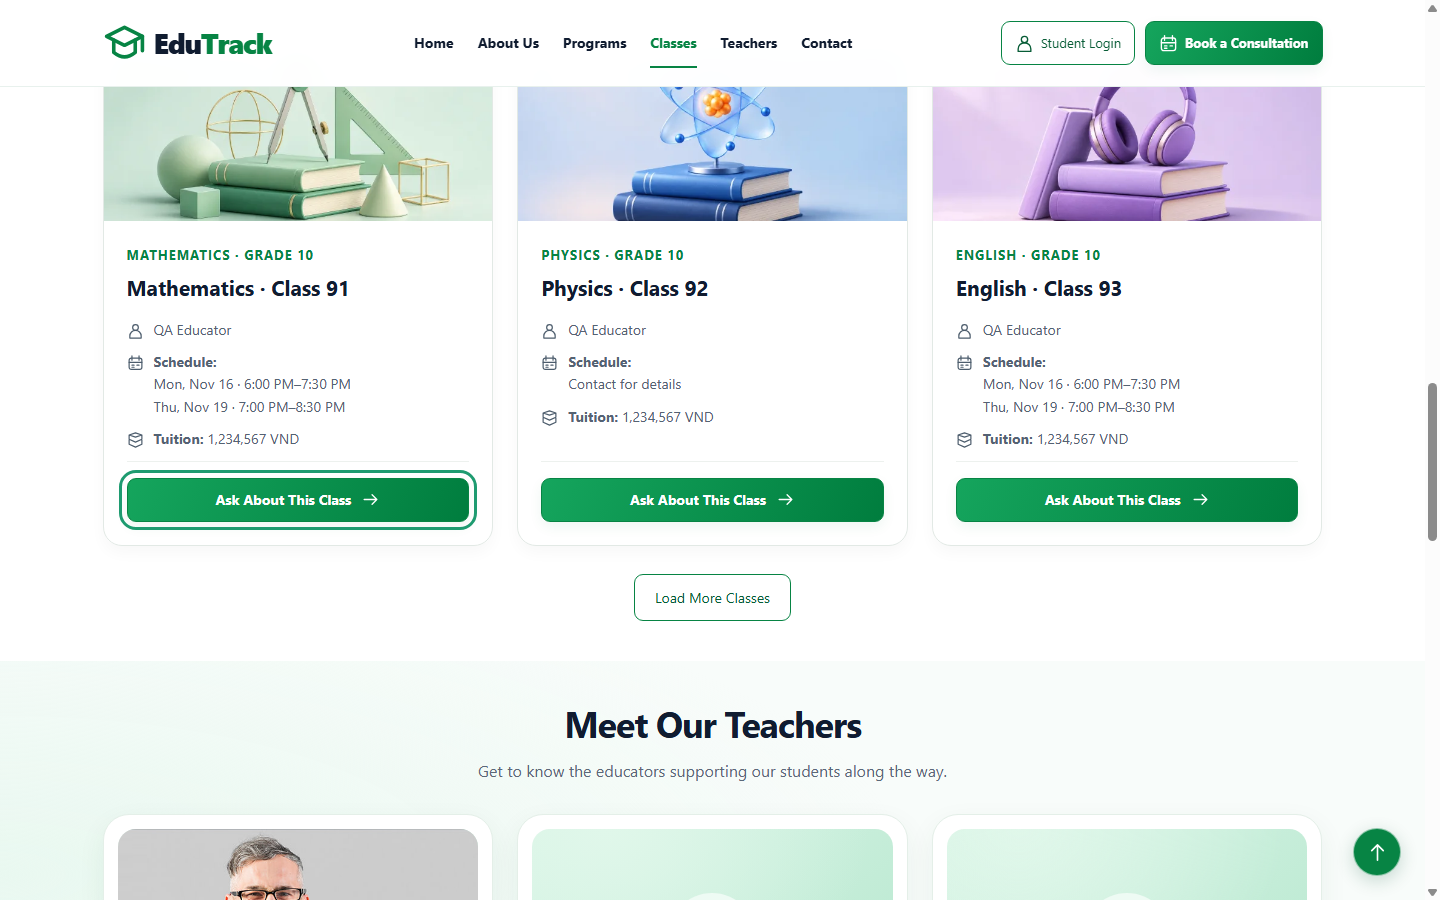 EduTrack
Home
About Us
Programs
Classes
Teachers
Contact
Student Login
Book a Consultation
MATHEMATICS · GRADE 10
Mathematics · Class 91
QA Educator
Schedule:
Mon, Nov 16 · 6:00 PM–7:30 PM
Thu, Nov 19 · 7:00 PM–8:30 PM
Tuition: 1,234,567 VND
Ask About This Class
PHYSICS · GRADE 10
Physics · Class 92
QA Educator
Schedule:
Contact for details
Tuition: 1,234,567 VND
Ask About This Class
ENGLISH · GRADE 10
English · Class 93
QA Educator
Schedule:
Mon, Nov 16 · 6:00 PM–7:30 PM
Thu, Nov 19 · 7:00 PM–8:30 PM
Tuition: 1,234,567 VND
Ask About This Class
Load More Classes
Meet Our Teachers
Get to know the educators supporting our students along the way.